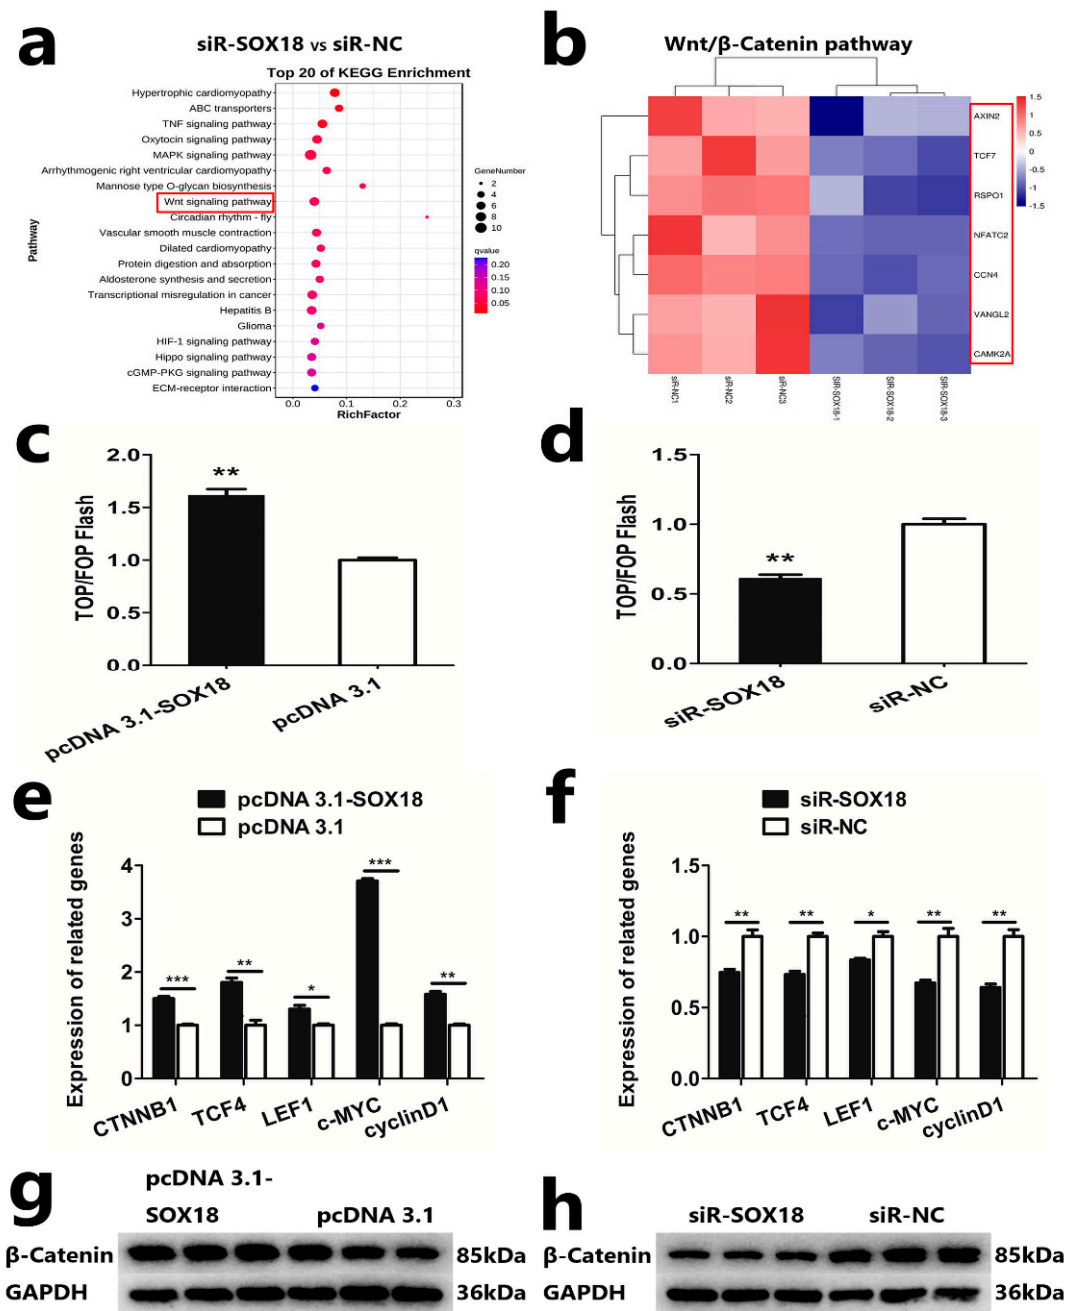 a
siR-SOX18 vs siR-NC
Top 20 of KEGG Enrichment
Pathway
Hypertrophic cardiomyopathy
ABC transporters
TNF signaling pathway
Oxytocin signaling pathway
MAPK signaling pathway
Arrhythmogenic right ventricular cardiomyopathy
Mannose type O-glycan biosynthesis
Wnt signaling pathway
Circadian rhythm - fly
Vascular smooth muscle contraction
Dilated cardiomyopathy
Protein digestion and absorption
Aldosterone synthesis and secretion
Transcriptional misregulation in cancer
Hepatitis B
Glioma
HIF-1 signaling pathway
Hippo signaling pathway
cGMP-PKG signaling pathway
ECM-receptor interaction
0.0 0.1 0.2 0.3
RichFactor
GeneNumber
2
4
6
8
10
qvalue
0.20
0.15
0.10
0.05
b
Wnt/β-Catenin pathway
AXIN2
TCF7
RSPO1
NFATC2
CCN4
VANGL2
CAMK2A
1.5
1
0.5
0
-0.5
-1
-1.5
siR-NC1
siR-NC2
siR-NC3
SIR-SOX18-1
SIR-SOX18-2
SIR-SOX18-3
c
TOP/FOP Flash
2.0
1.5
1.0
0.5
0.0
**
pcDNA 3.1-SOX18
pcDNA 3.1
d
TOP/FOP Flash
1.5
1.0
0.5
0.0
**
siR-SOX18
siR-NC
e
pcDNA 3.1-SOX18
pcDNA 3.1
Expression of related genes
4
3
2
1
0
*** ** * *** **
CTNNB1 TCF4 LEF1 c-MYC cyclinD1
f
siR-SOX18
siR-NC
Expression of related genes
1.5
1.0
0.5
0.0
** ** * ** **
CTNNB1 TCF4 LEF1 c-MYC cyclinD1
g
pcDNA 3.1-
SOX18 pcDNA 3.1
β-Catenin 85kDa
GAPDH 36kDa
h
siR-SOX18 siR-NC
β-Catenin 85kDa
GAPDH 36kDa